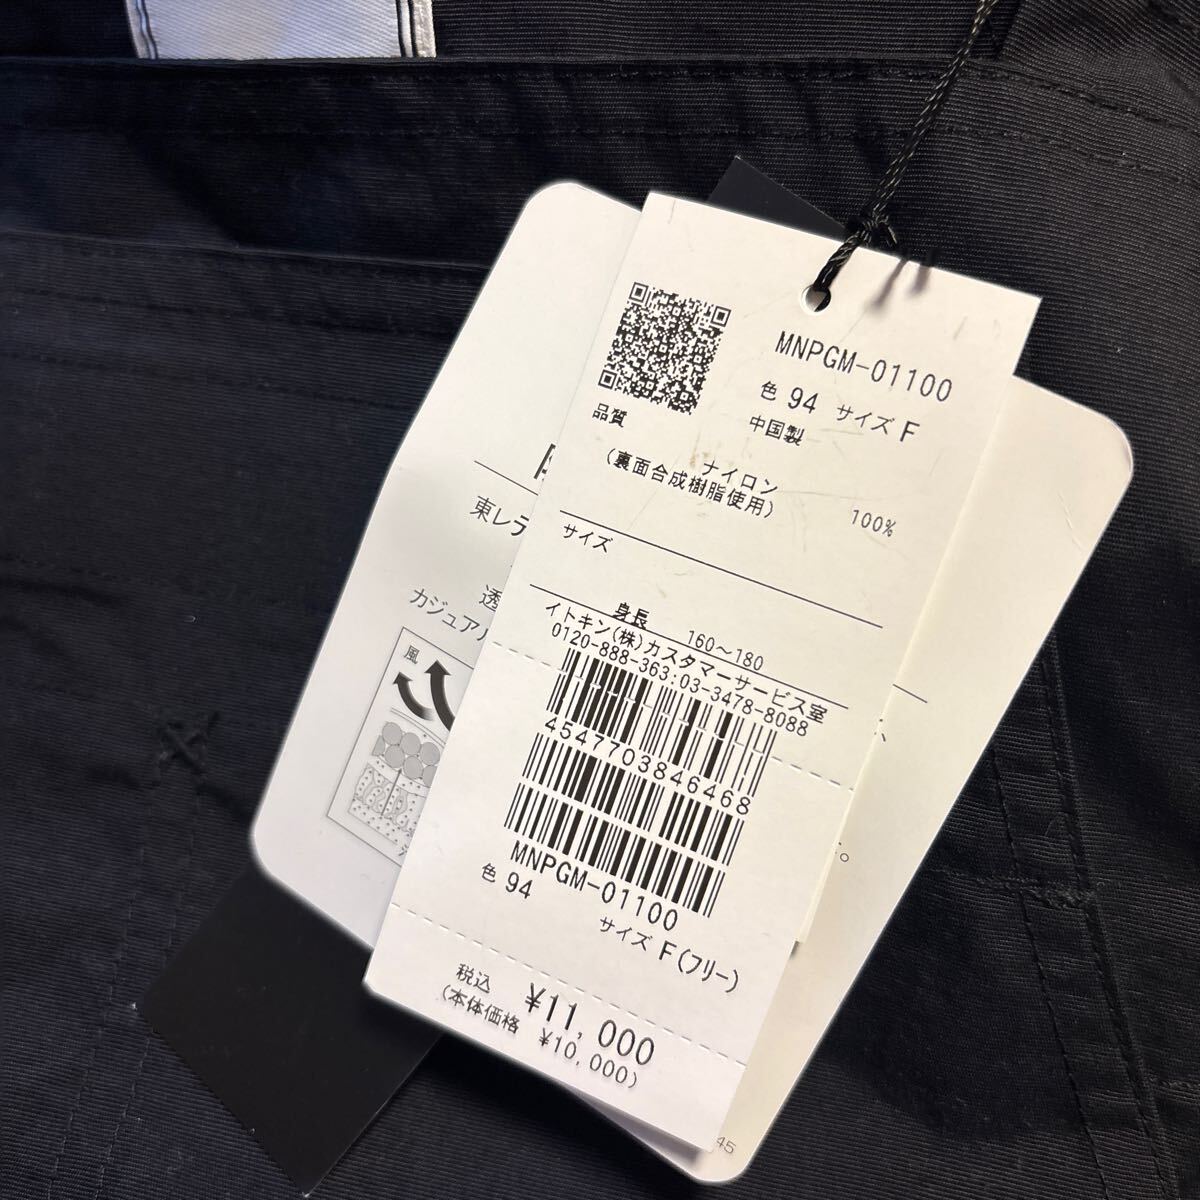 MNPGM-01100
色 94 サイズ F
品質
中国製
ナイロン
(裏面合成樹脂使用)
100%
サイズ
身長 160～180
イトキン(株)カスタマーサービス室
0120-888-363:03-3478-8088
4547703846468
MNPGM-01100
色 94
サイズ F(フリー)
税込 ¥11,000
(本体価格 ¥10,000)
東レ
透
カジュアル
風
45